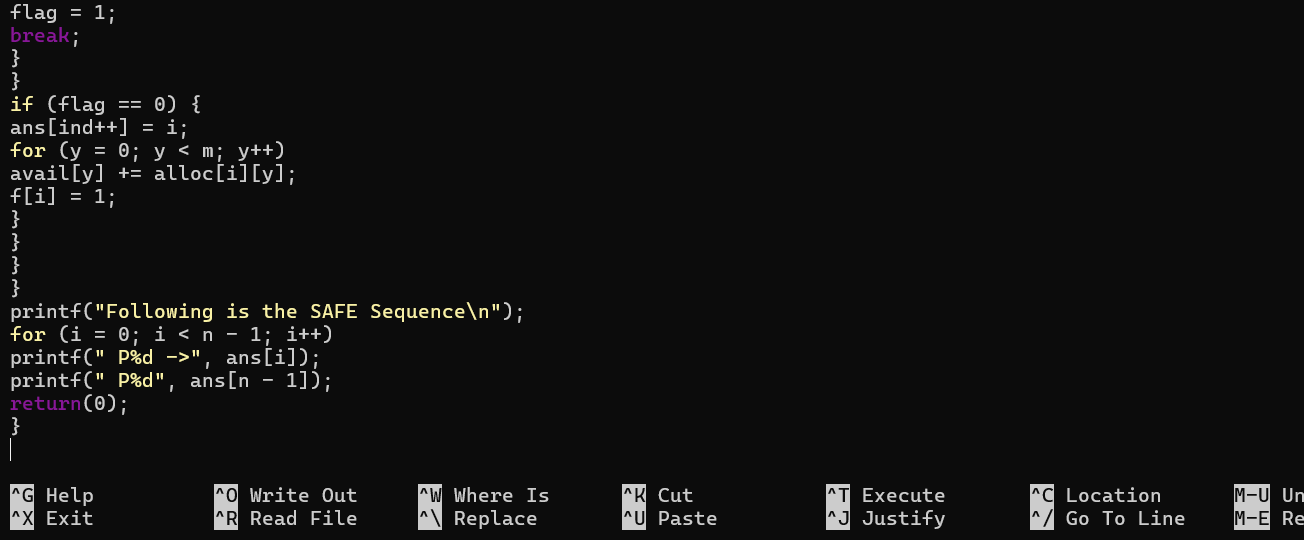 flag = 1;
break;
}
}
if (flag == 0) {
ans[ind++] = i;
for (y = 0; y < m; y++)
avail[y] += alloc[i][y];
f[i] = 1;
}
}
}
}
printf("Following is the SAFE Sequence\n");
for (i = 0; i < n - 1; i++)
printf(" P%d ->", ans[i]);
printf(" P%d", ans[n - 1]);
return(0);
}
^G Help ^O Write Out ^W Where Is ^K Cut ^T Execute ^C Location M-U Un
^X Exit ^R Read File ^\ Replace ^U Paste ^J Justify ^/ Go To Line M-E Re